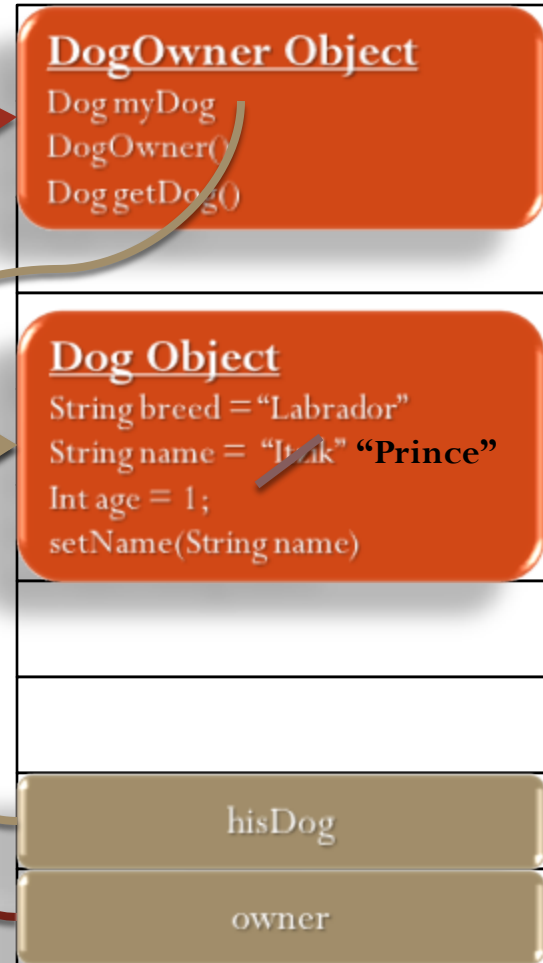 DogOwner Object
Dog myDog
DogOwner()
Dog getDog()
Dog Object
String breed = “Labrador”
String name = “Itzik” “Prince”
Int age = 1;
setName(String name)
hisDog
owner